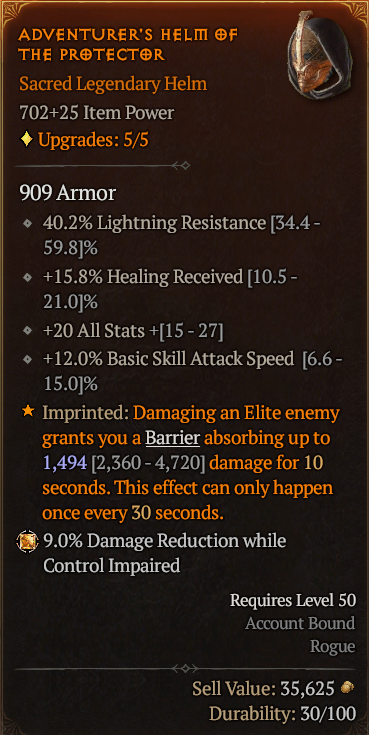 ADVENTURER'S HELM OF
THE PROTECTOR
Sacred Legendary Helm
702+25 Item Power
Upgrades: 5/5
909 Armor
40.2% Lightning Resistance [34.4 -
59.8]%
+15.8% Healing Received [10.5 -
21.0]%
+20 All Stats +[15 - 27]
+12.0% Basic Skill Attack Speed [6.6 -
15.0]%
Imprinted: Damaging an Elite enemy
grants you a Barrier absorbing up to
1,494 [2,360 - 4,720] damage for 10
seconds. This effect can only happen
once every 30 seconds.
9.0% Damage Reduction while
Control Impaired
Requires Level 50
Account Bound
Rogue
Sell Value: 35,625
Durability: 30/100